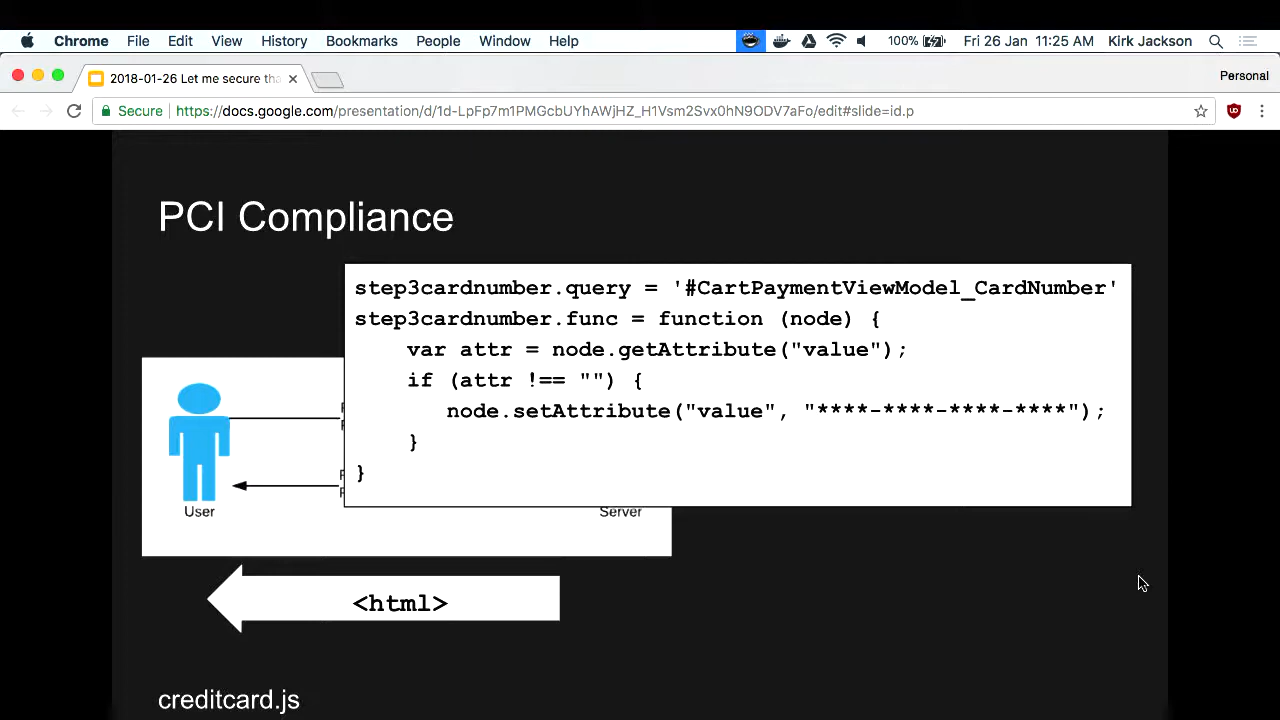 Chrome File Edit View History Bookmarks People Window Help 100% Fri 26 Jan 11:25 AM Kirk Jackson
2018-01-26 Let me secure tha
Personal
Secure https://docs.google.com/presentation/d/1d-LpFp7m1PMGcbUYhAWjHZ_H1Vsm2Svx0hN9ODV7aFo/edit#slide=id.p
PCI Compliance
step3cardnumber.query = '#CartPaymentViewModel_CardNumber'
step3cardnumber.func = function (node) {
var attr = node.getAttribute("value");
if (attr !== "") {
node.setAttribute("value", "****-****-****-****");
}
}
User
Server
<html>
creditcard.js